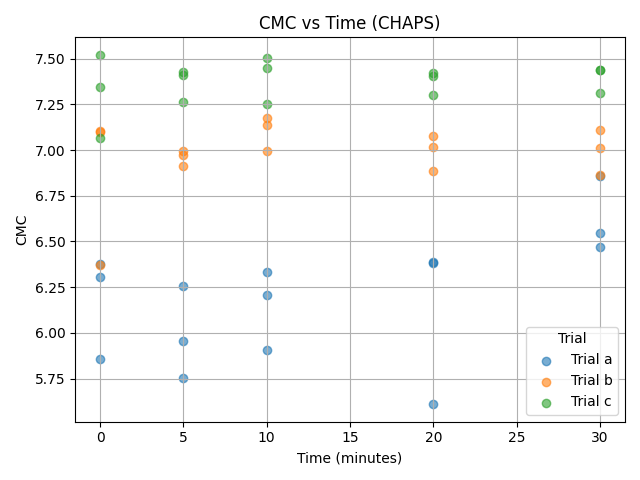 CMC vs Time (CHAPS)
7.50
7.25
7.00
6.75
6.50
6.25
6.00
5.75
CMC
0 5 10 15 20 25 30
Time (minutes)
Trial
Trial a
Trial b
Trial c